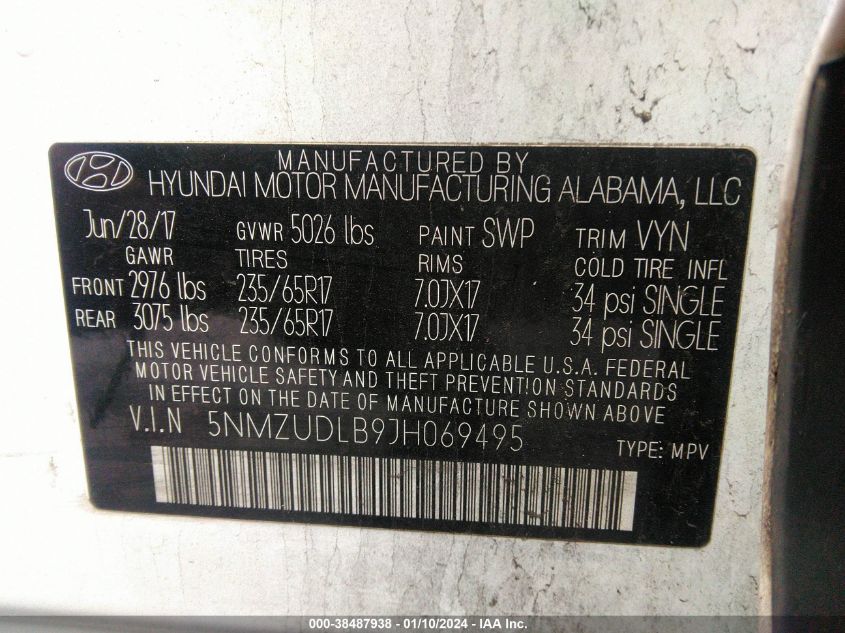 MANUFACTURED BY
HYUNDAI MOTOR MANUFACTURING ALABAMA, LLC
Jun/28/17 GVWR 5026 lbs PAINT SWP TRIM VYN
GAWR TIRES RIMS COLD TIRE INFL
FRONT 2976 lbs 235/65R17 7.0JX17 34 psi SINGLE
REAR 3075 lbs 235/65R17 7.0JX17 34 psi SINGLE
THIS VEHICLE CONFORMS TO ALL APPLICABLE U.S.A. FEDERAL
MOTOR VEHICLE SAFETY AND THEFT PREVENTION STANDARDS
IN EFFECT ON THE DATE OF MANUFACTURE SHOWN ABOVE
V.I.N 5NMZUDLB9JH069495 TYPE: MPV
000-38487938 - 01/10/2024 - IAA Inc.